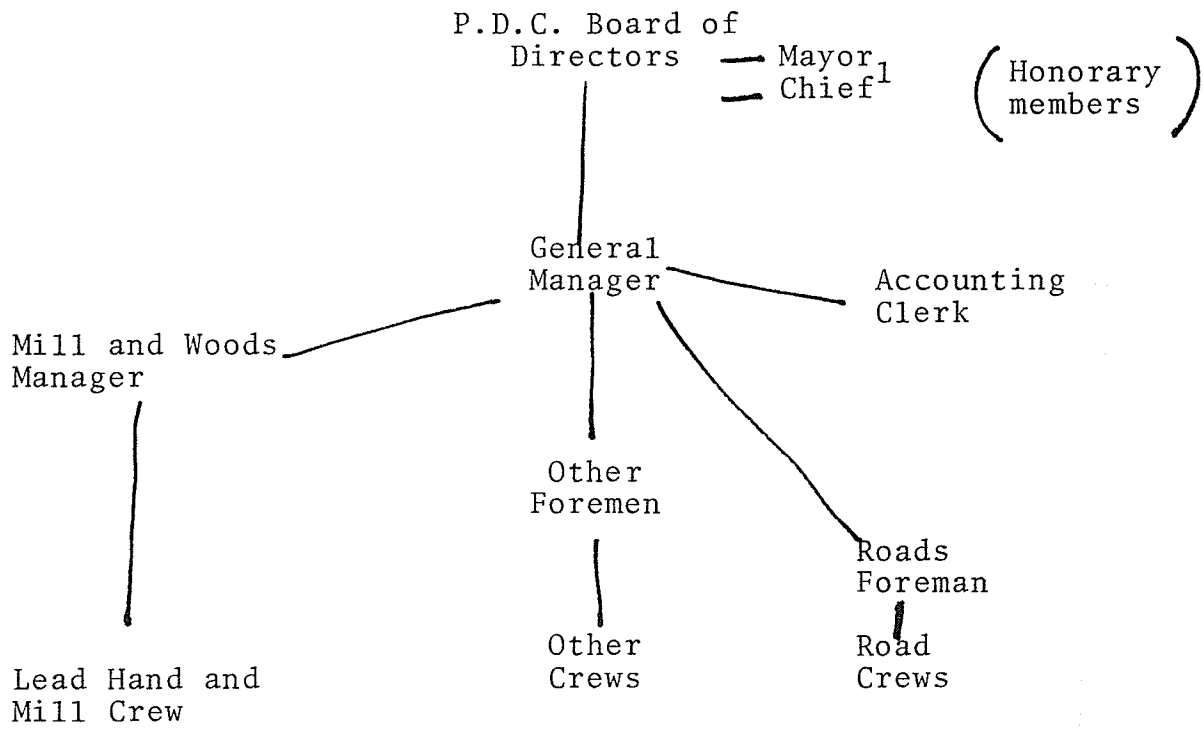 P.D.C. Board of
Directors — Mayor
— Chief1
(Honorary
members)
General
Manager
Accounting
Clerk
Mill and Woods
Manager
Other
Foremen
Roads
Foreman
Other
Crews
Road
Crews
Lead Hand and
Mill Crew